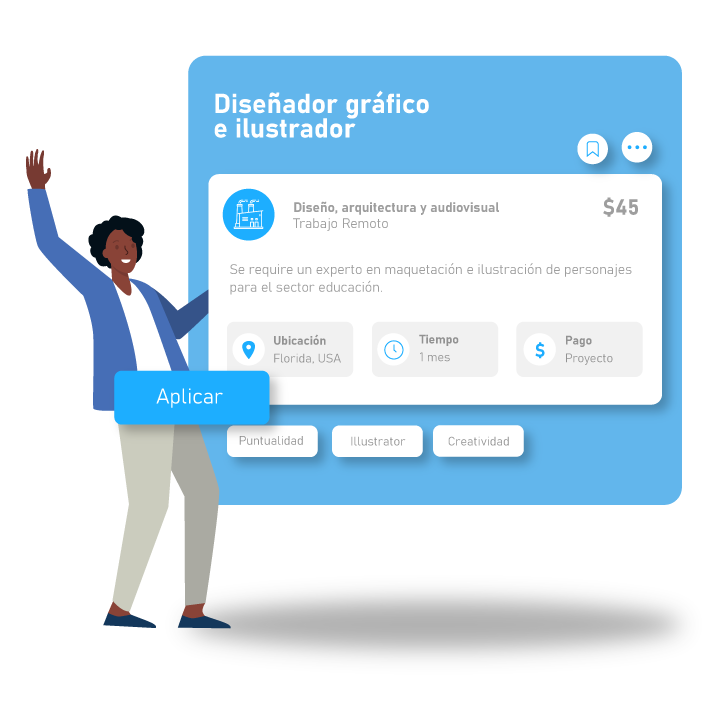 Diseñador gráfico
e ilustrador
Diseño, arquitectura y audiovisual
$45
Trabajo Remoto
Se require un experto en maquetación e ilustración de personajes
para el sector educación.
Ubicación
Florida, USA
Tiempo
1 mes
$
Pago
Proyecto
Aplicar
Puntualidad
Illustrator
Creatividad